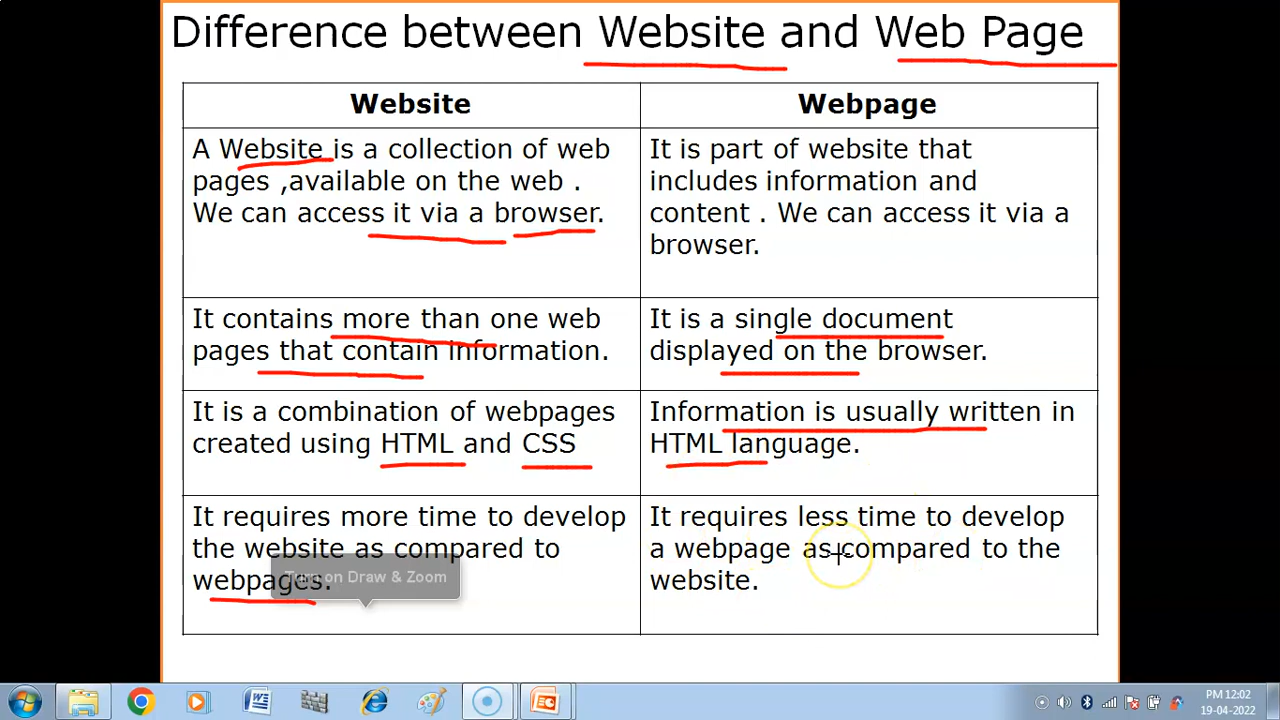 Difference between Website and Web Page
Website
Webpage
A Website is a collection of web
pages ,available on the web .
We can access it via a browser.
It is part of website that
includes information and
content . We can access it via a
browser.
It contains more than one web
pages that contain information.
It is a single document
displayed on the browser.
It is a combination of webpages
created using HTML and CSS
Information is usually written in
HTML language.
It requires more time to develop
the website as compared to
webpages.
Turn on Draw & Zoom
It requires less time to develop
a webpage as compared to the
website.
PM 12:02
19-04-2022